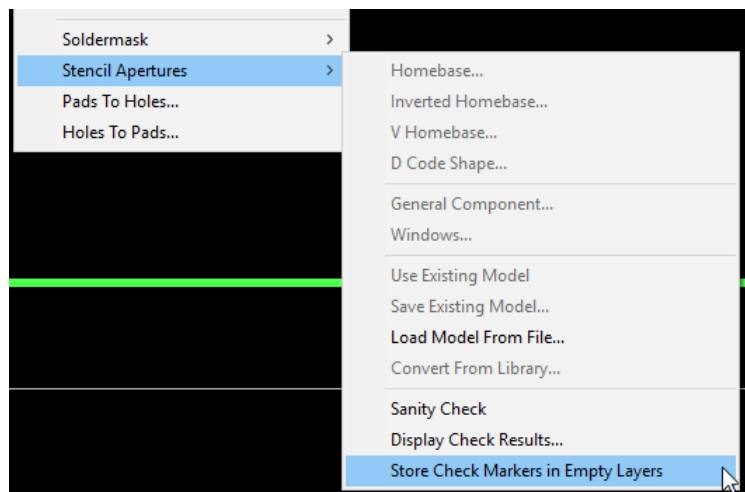 Soldermask
Stencil Apertures
Pads To Holes...
Holes To Pads...
Homebase...
Inverted Homebase...
V Homebase...
D Code Shape...
General Component...
Windows...
Use Existing Model
Save Existing Model...
Load Model From File...
Convert From Library...
Sanity Check
Display Check Results...
Store Check Markers in Empty Layers